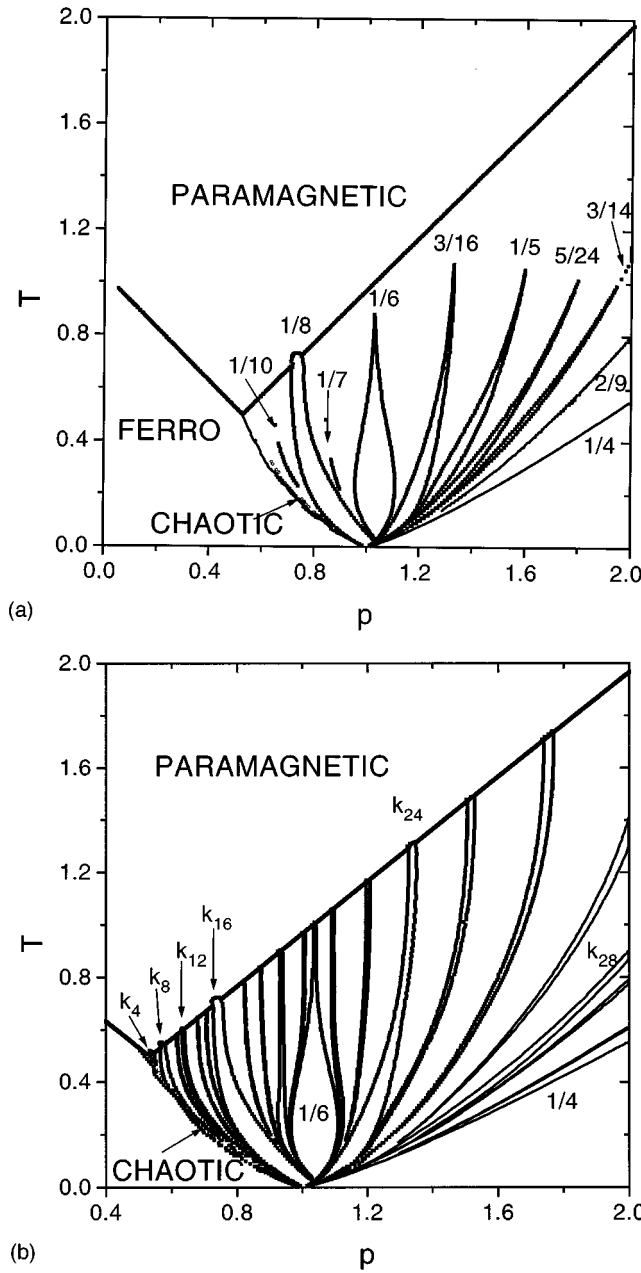 2.0
1.6
PARAMAGNETIC
1.2
3/14
3/16
1/5
5/24
T
1/6
0.8
1/8
1/10
1/7
2/9
FERRO
0.4
1/4
CHAOTIC
0.0
0.0 0.4 0.8 1.2 1.6 2.0
(a)
p
2.0
PARAMAGNETIC
1.6
k24
1.2
T
k16
k12
0.8
k8
k28
k4
0.4
1/6
1/4
CHAOTIC
0.0
0.4 0.8 1.2 1.6 2.0
(b)
p